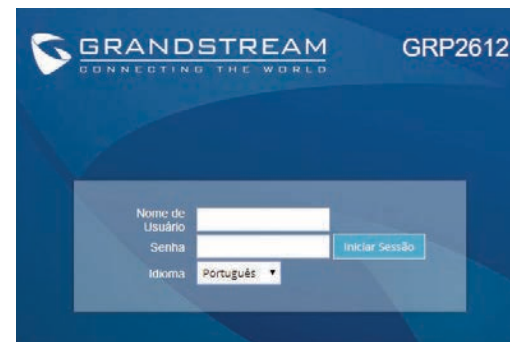 GRANDSTREAM GRP2612
CONNECTING THE WORLD
Nome de
Usuário
Senha Iniciar Sessão
Idioma Português